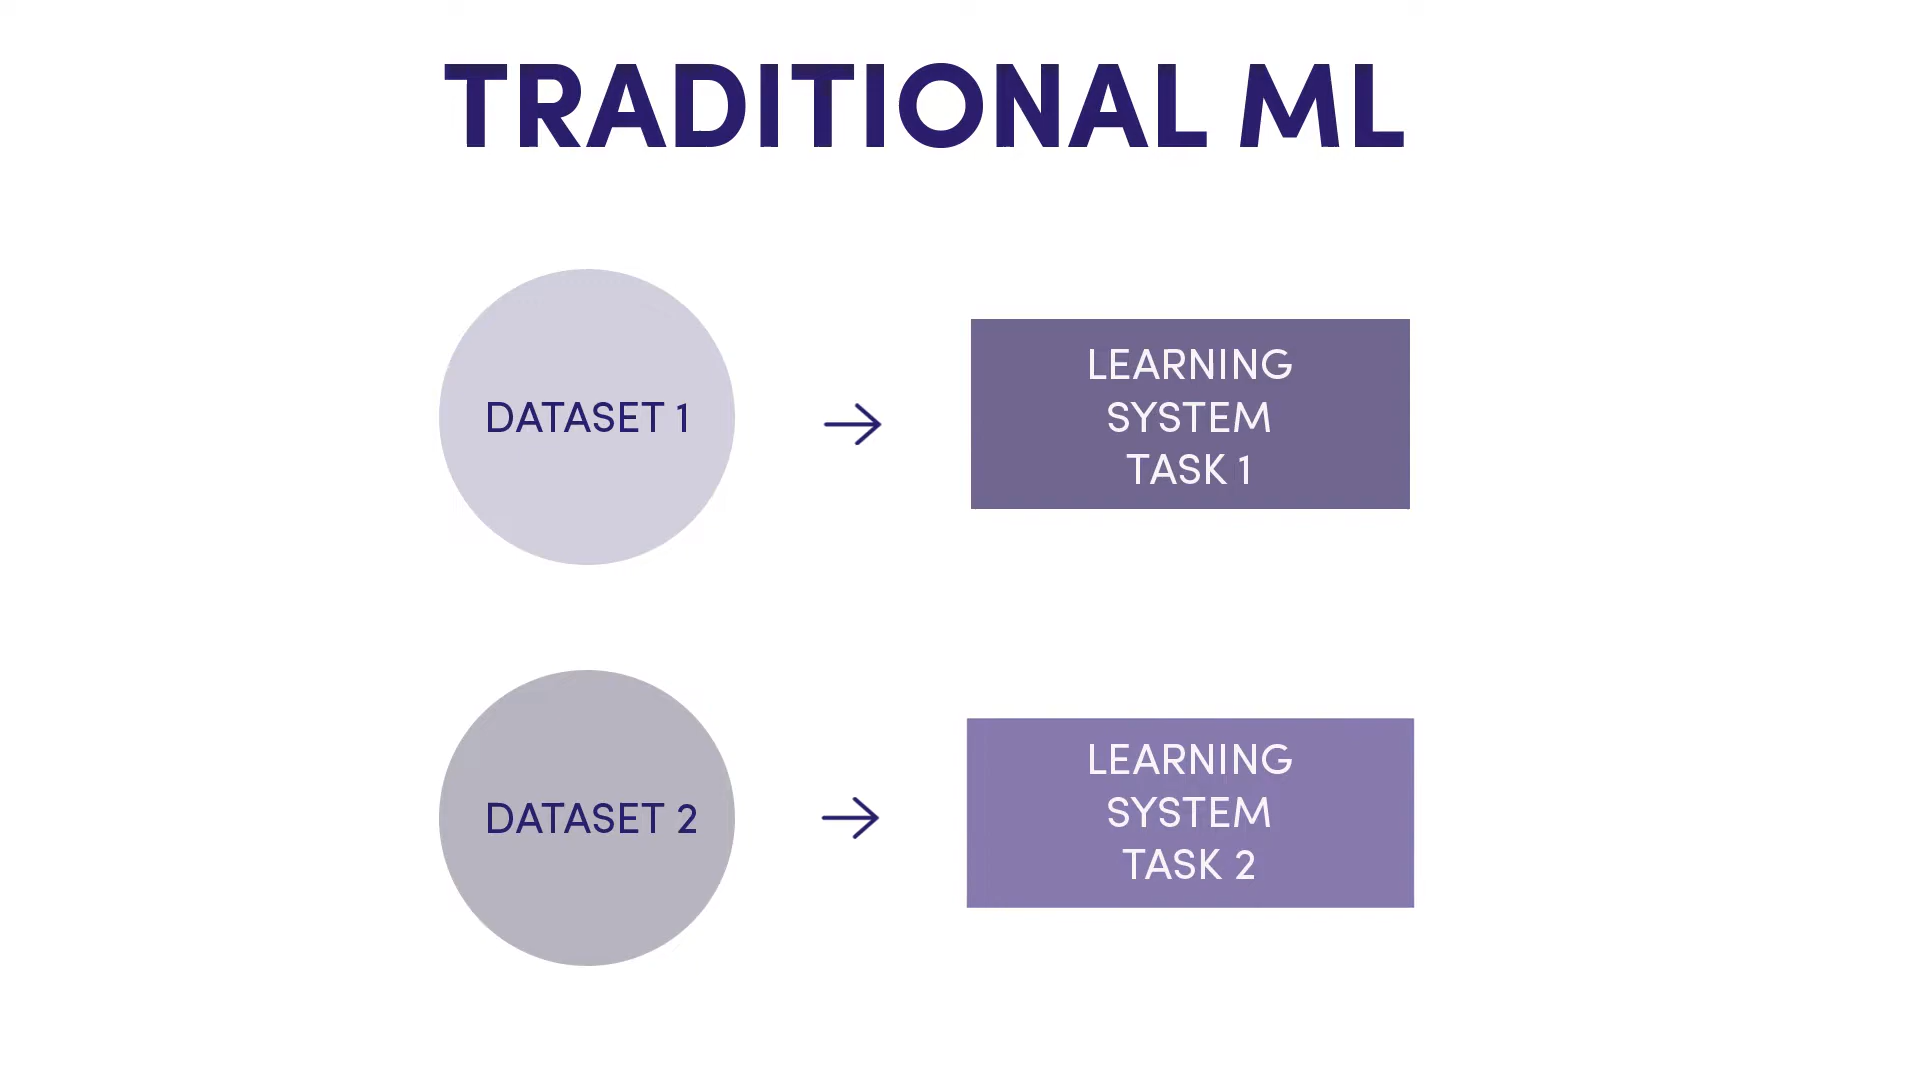 TRADITIONAL ML
DATASET 1
LEARNING
SYSTEM
TASK 1
DATASET 2
LEARNING
SYSTEM
TASK 2